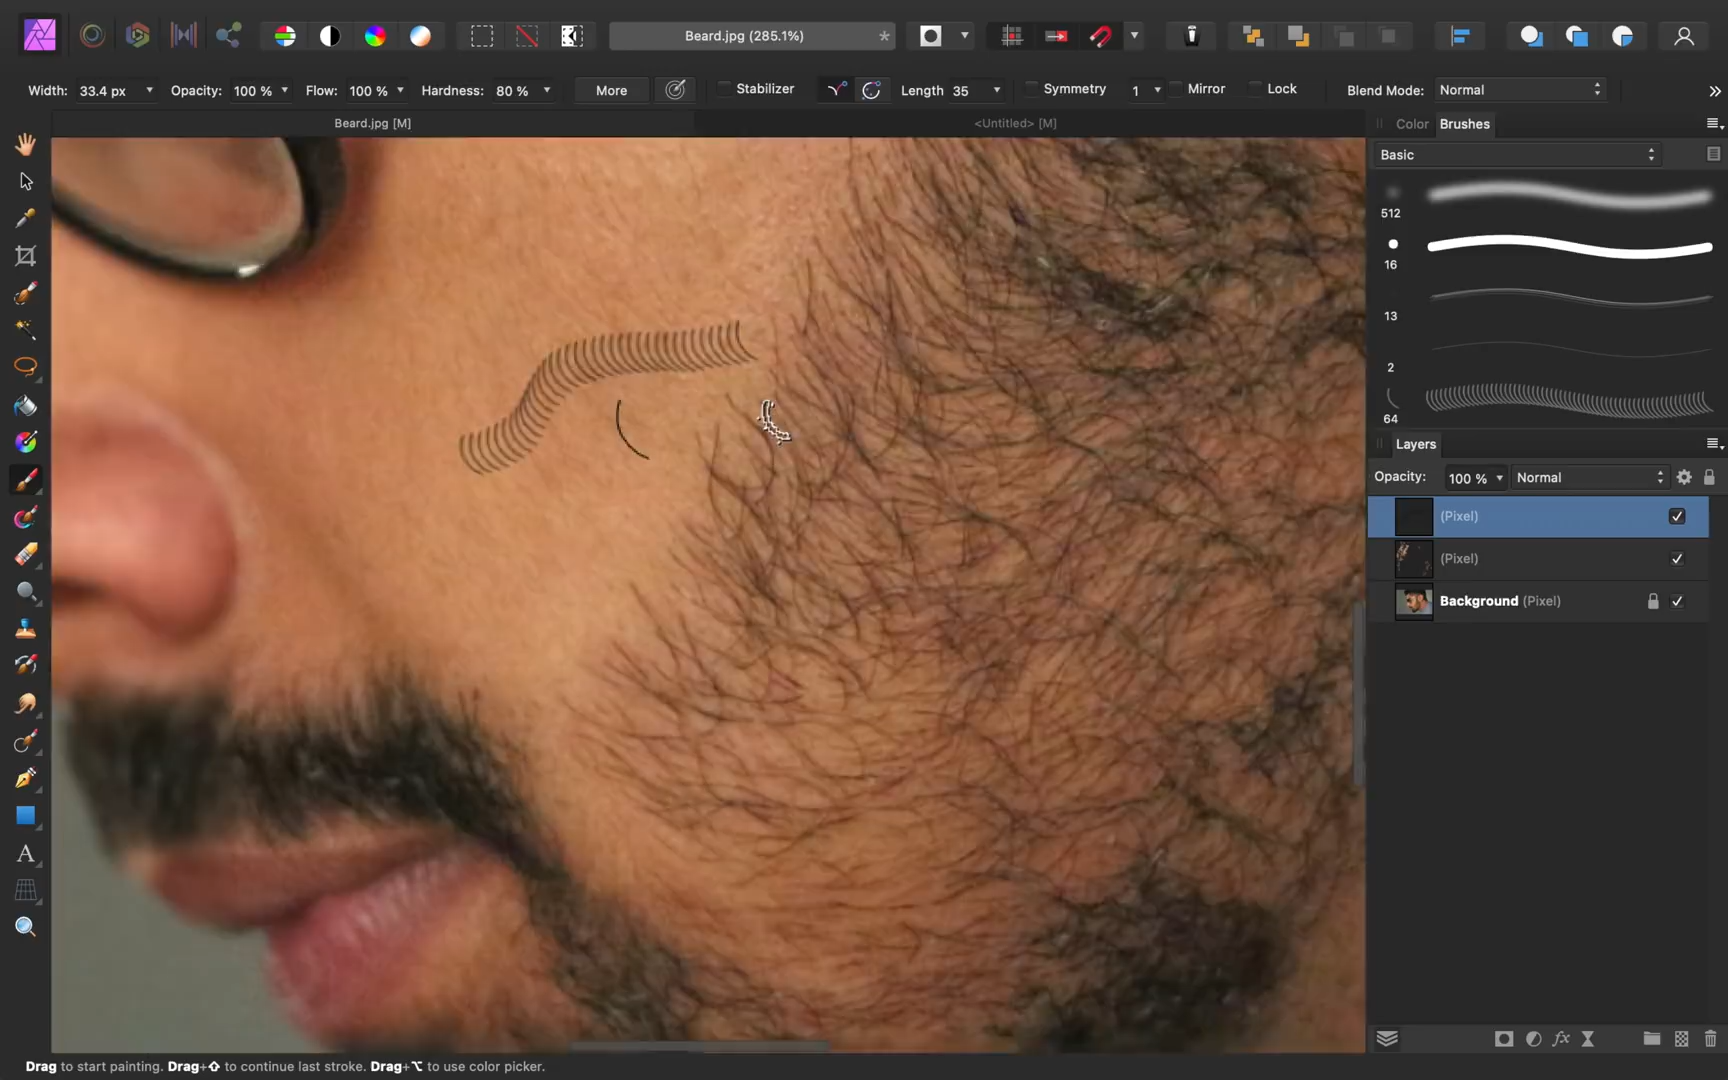 Beard.jpg (285.1%)
*
Width: 33.4 px Opacity: 100 % Flow: 100 % Hardness: 80 % More Stabilizer Length 35 Symmetry 1 Mirror Lock Blend Mode: Normal
Beard.jpg [M] <Untitled> [M]
Color Brushes
Basic
512
16
13
2
64
Layers
Opacity: 100 % Normal
(Pixel)
(Pixel)
Background (Pixel)
A
fx
Drag to start painting. Drag+⇧ to continue last stroke. Drag+⌥ to use color picker.